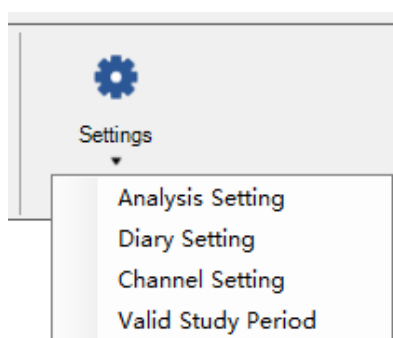 Settings
Analysis Setting
Diary Setting
Channel Setting
Valid Study Period